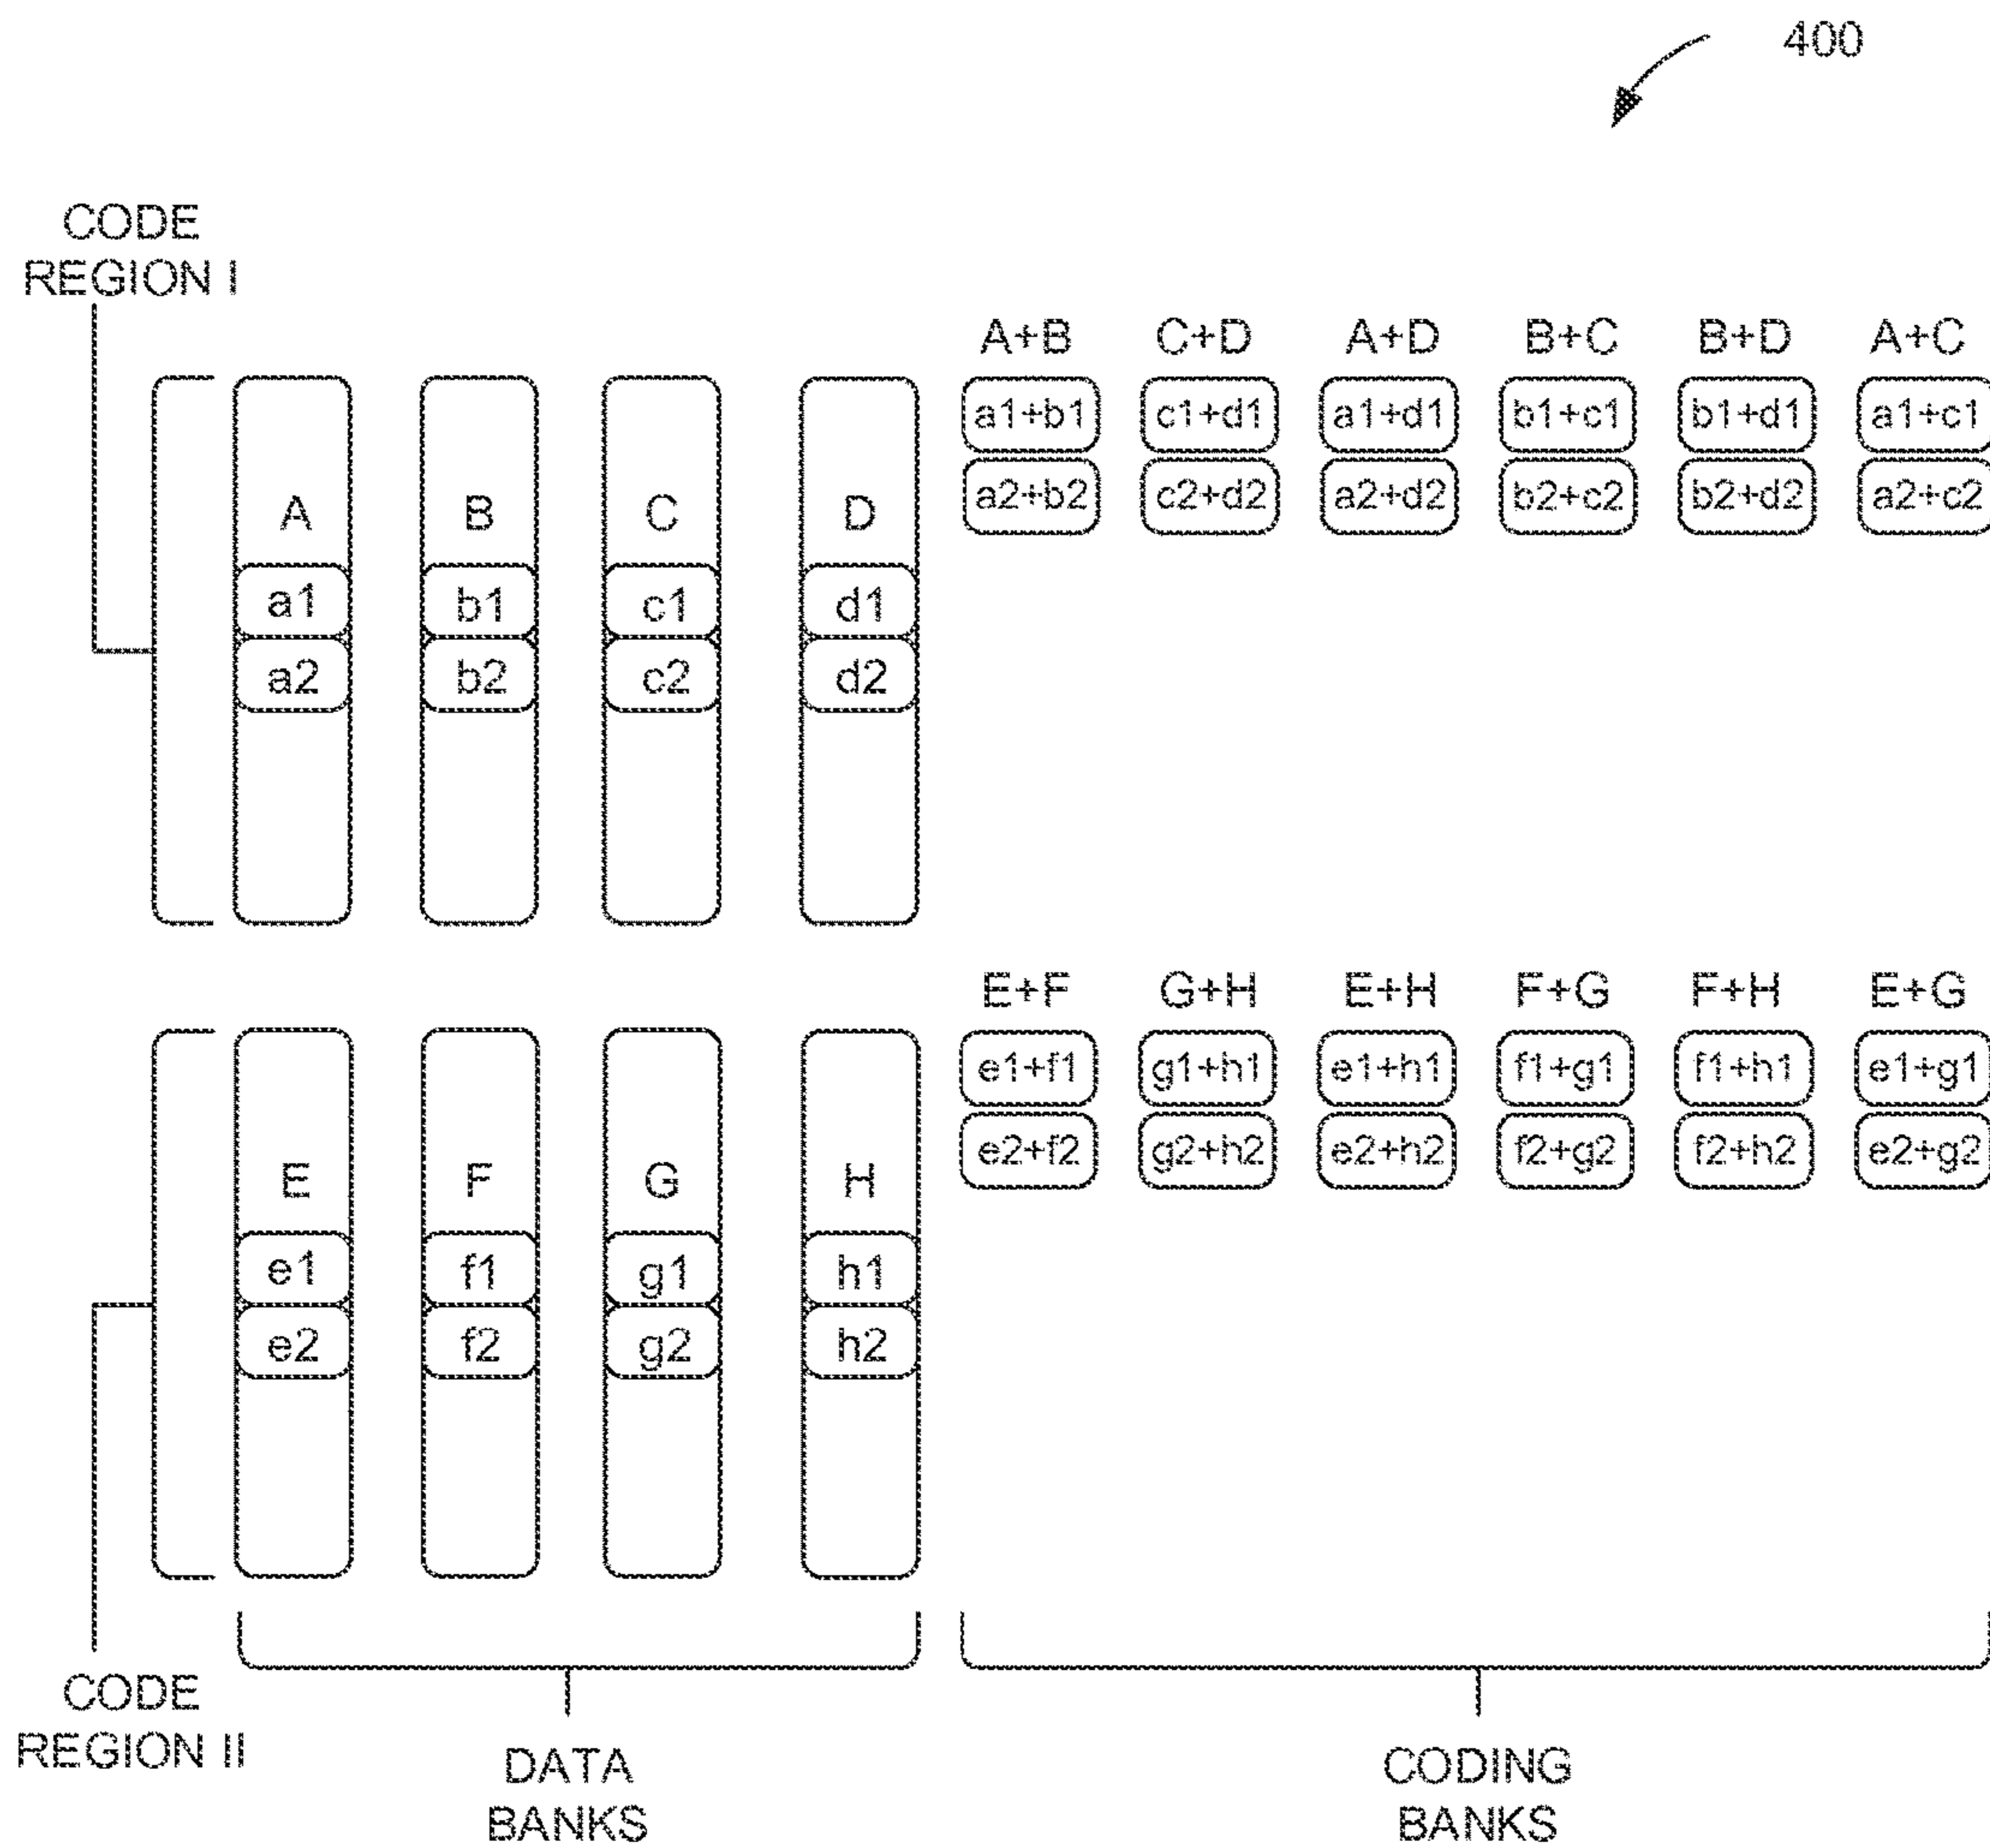 400
CODE
REGION I
A+B C+D A+D B+C B+D A+C
a1+b1 c1+d1 a1+d1 b1+c1 b1+d1 a1+c1
a2+b2 c2+d2 a2+d2 b2+c2 b2+d2 a2+c2
A B C D
a1 b1 c1 d1
a2 b2 c2 d2
E+F G+H E+H F+G F+H E+G
e1+f1 g1+h1 e1+h1 f1+g1 f1+h1 e1+g1
e2+f2 g2+h2 e2+h2 f2+g2 f2+h2 e2+g2
E F G H
e1 f1 g1 h1
e2 f2 g2 h2
CODE
REGION II
DATA
BANKS
CODING
BANKS